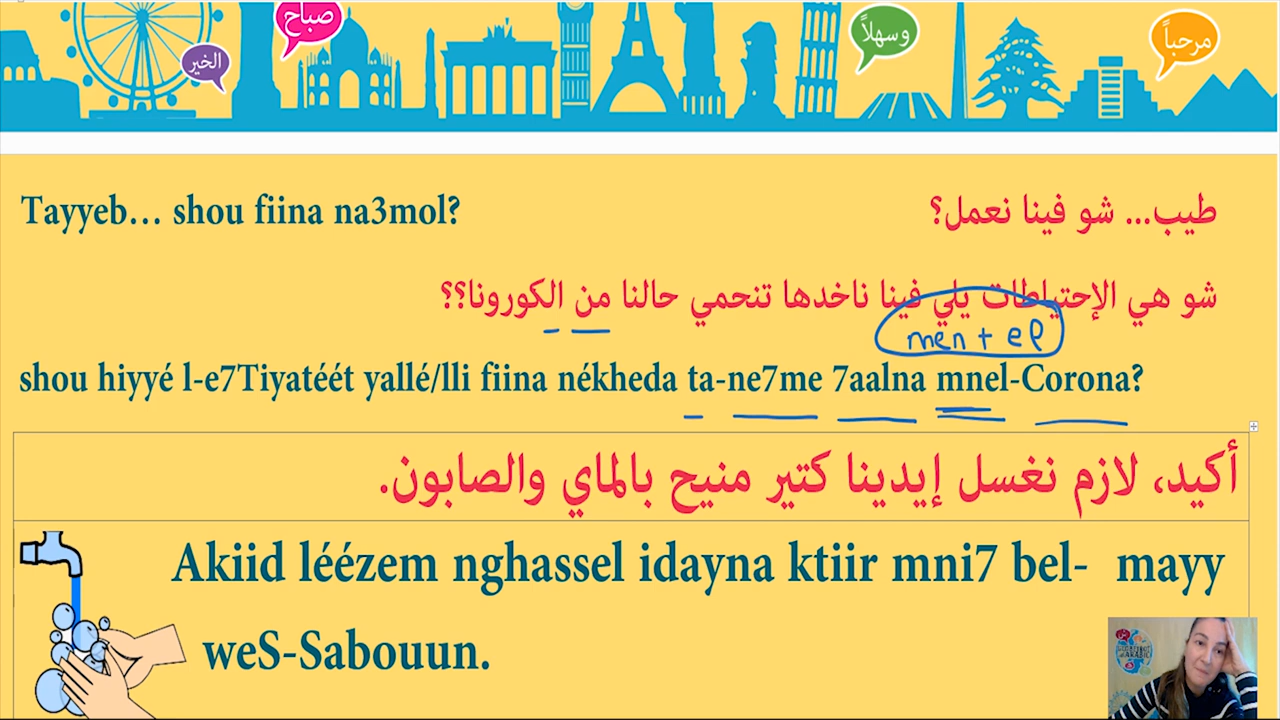 صباح
الخير
وسهلاً
مرحباً
Tayyeb... shou fiina na3mol?
طيب... شو فينا نعمل؟
شو هي الإحتياطات يلي فينا ناخدها تنحمي حالنا من الكورونا؟؟
men + el
shou hiyyé l-e7Tiyatéét yallé/lli fiina nékheda ta-ne7me 7aalna mnel-Corona?
أكيد، لازم نغسل إيدينا كتير منيح بالماي والصابون.
Akiid léézem nghassel idayna ktiir mni7 bel- mayy
weS-Sabouun.